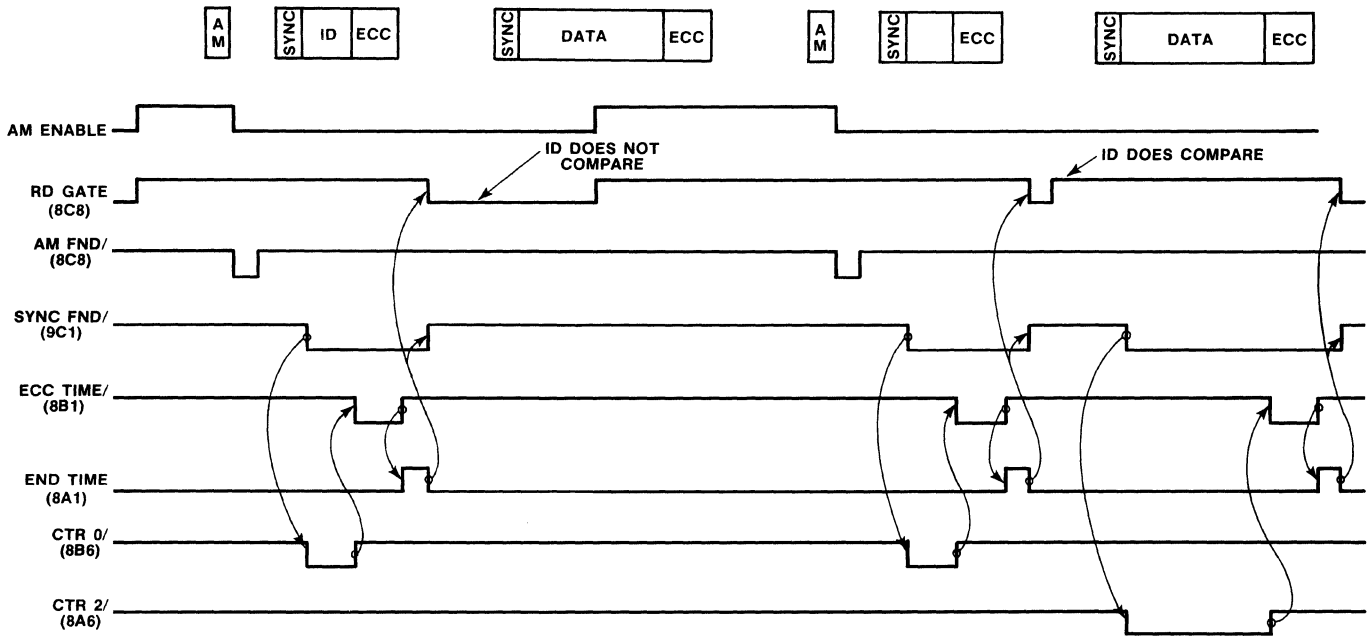 AM
SYNC ID ECC
SYNC DATA ECC
AM
SYNC ECC
SYNC DATA ECC
AM ENABLE
ID DOES NOT
COMPARE
ID DOES COMPARE
RD GATE
(8C8)
AM FND/
(8C8)
SYNC FND/
(9C1)
ECC TIME/
(8B1)
END TIME
(8A1)
CTR 0/
(8B6)
CTR 2/
(8A6)